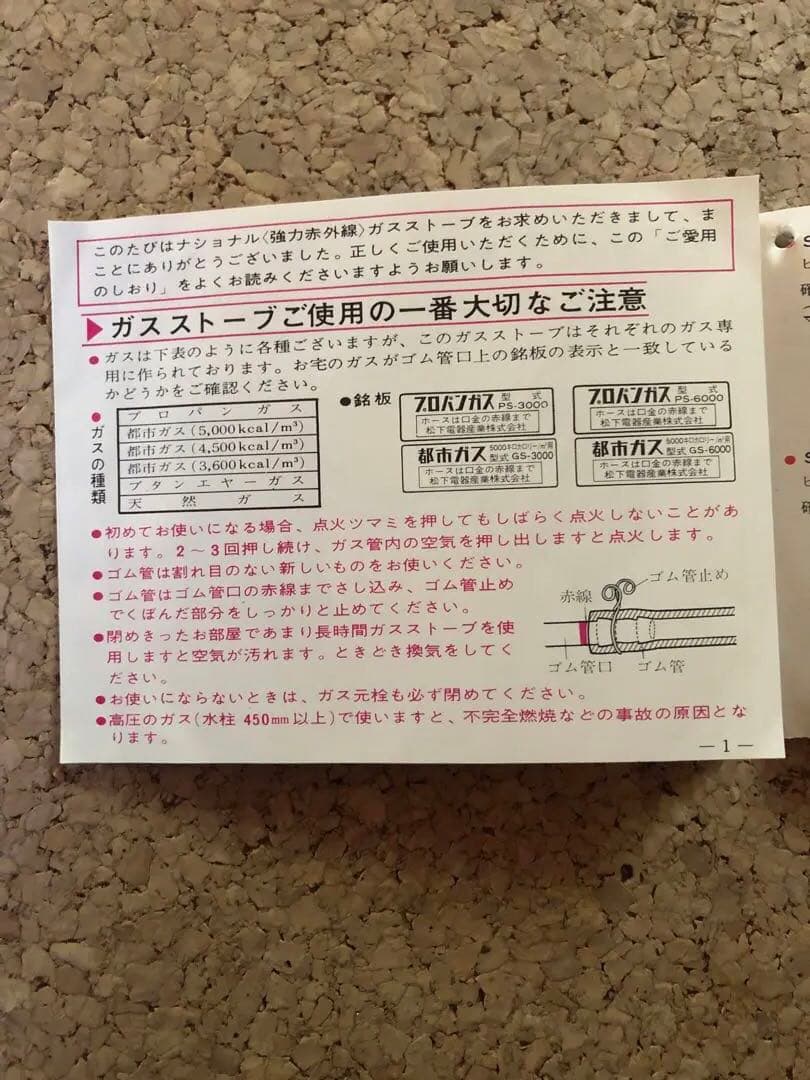 このたびはナショナル〈強力赤外線〉ガスストーブをお求めいただきまして、ま
ことにありがとうございました。正しくご使用いただくために、この「ご愛用
のしおり」をよくお読みくださいますようお願いします。
▶ガスストーブご使用の一番大切なご注意
●ガスは下表のように各種ございますが、このガスストーブはそれぞれのガス専
用に作られております。お宅のガスがゴム管口上の銘板の表示と一致している
かどうかをご確認ください。
●ガスの種類
プロパンガス
都市ガス(5,000kcal/m³)
都市ガス(4,500kcal/m³)
都市ガス(3,600kcal/m³)
ブタンエヤーガス
天然ガス
●銘板
プロパンガス 型式 PS-3000
ホースは口金の赤線まで
松下電器産業株式会社
プロパンガス 型式 PS-6000
ホースは口金の赤線まで
松下電器産業株式会社
都市ガス 5000キロカロリー/㎥用 型式 GS-3000
ホースは口金の赤線まで
松下電器産業株式会社
都市ガス 5000キロカロリー/㎥用 型式 GS-6000
ホースは口金の赤線まで
松下電器産業株式会社
●初めてお使いになる場合、点火ツマミを押してもしばらく点火しないことがあ
ります。2～3回押し続け、ガス管内の空気を押し出しますと点火します。
●ゴム管は割れ目のない新しいものをお使いください。
●ゴム管はゴム管口の赤線までさし込み、ゴム管止め
でくぼんだ部分をしっかりと止めてください。
●閉めきったお部屋であまり長時間ガスストーブを使
用しますと空気が汚れます。ときどき換気をしてく
ださい。
ゴム管止め
赤線
ゴム管口
ゴム管
●お使いにならないときは、ガス元栓も必ず閉めてください。
●高圧のガス(水柱 450mm以上)で使いますと、不完全燃焼などの事故の原因とな
ります。
—1—